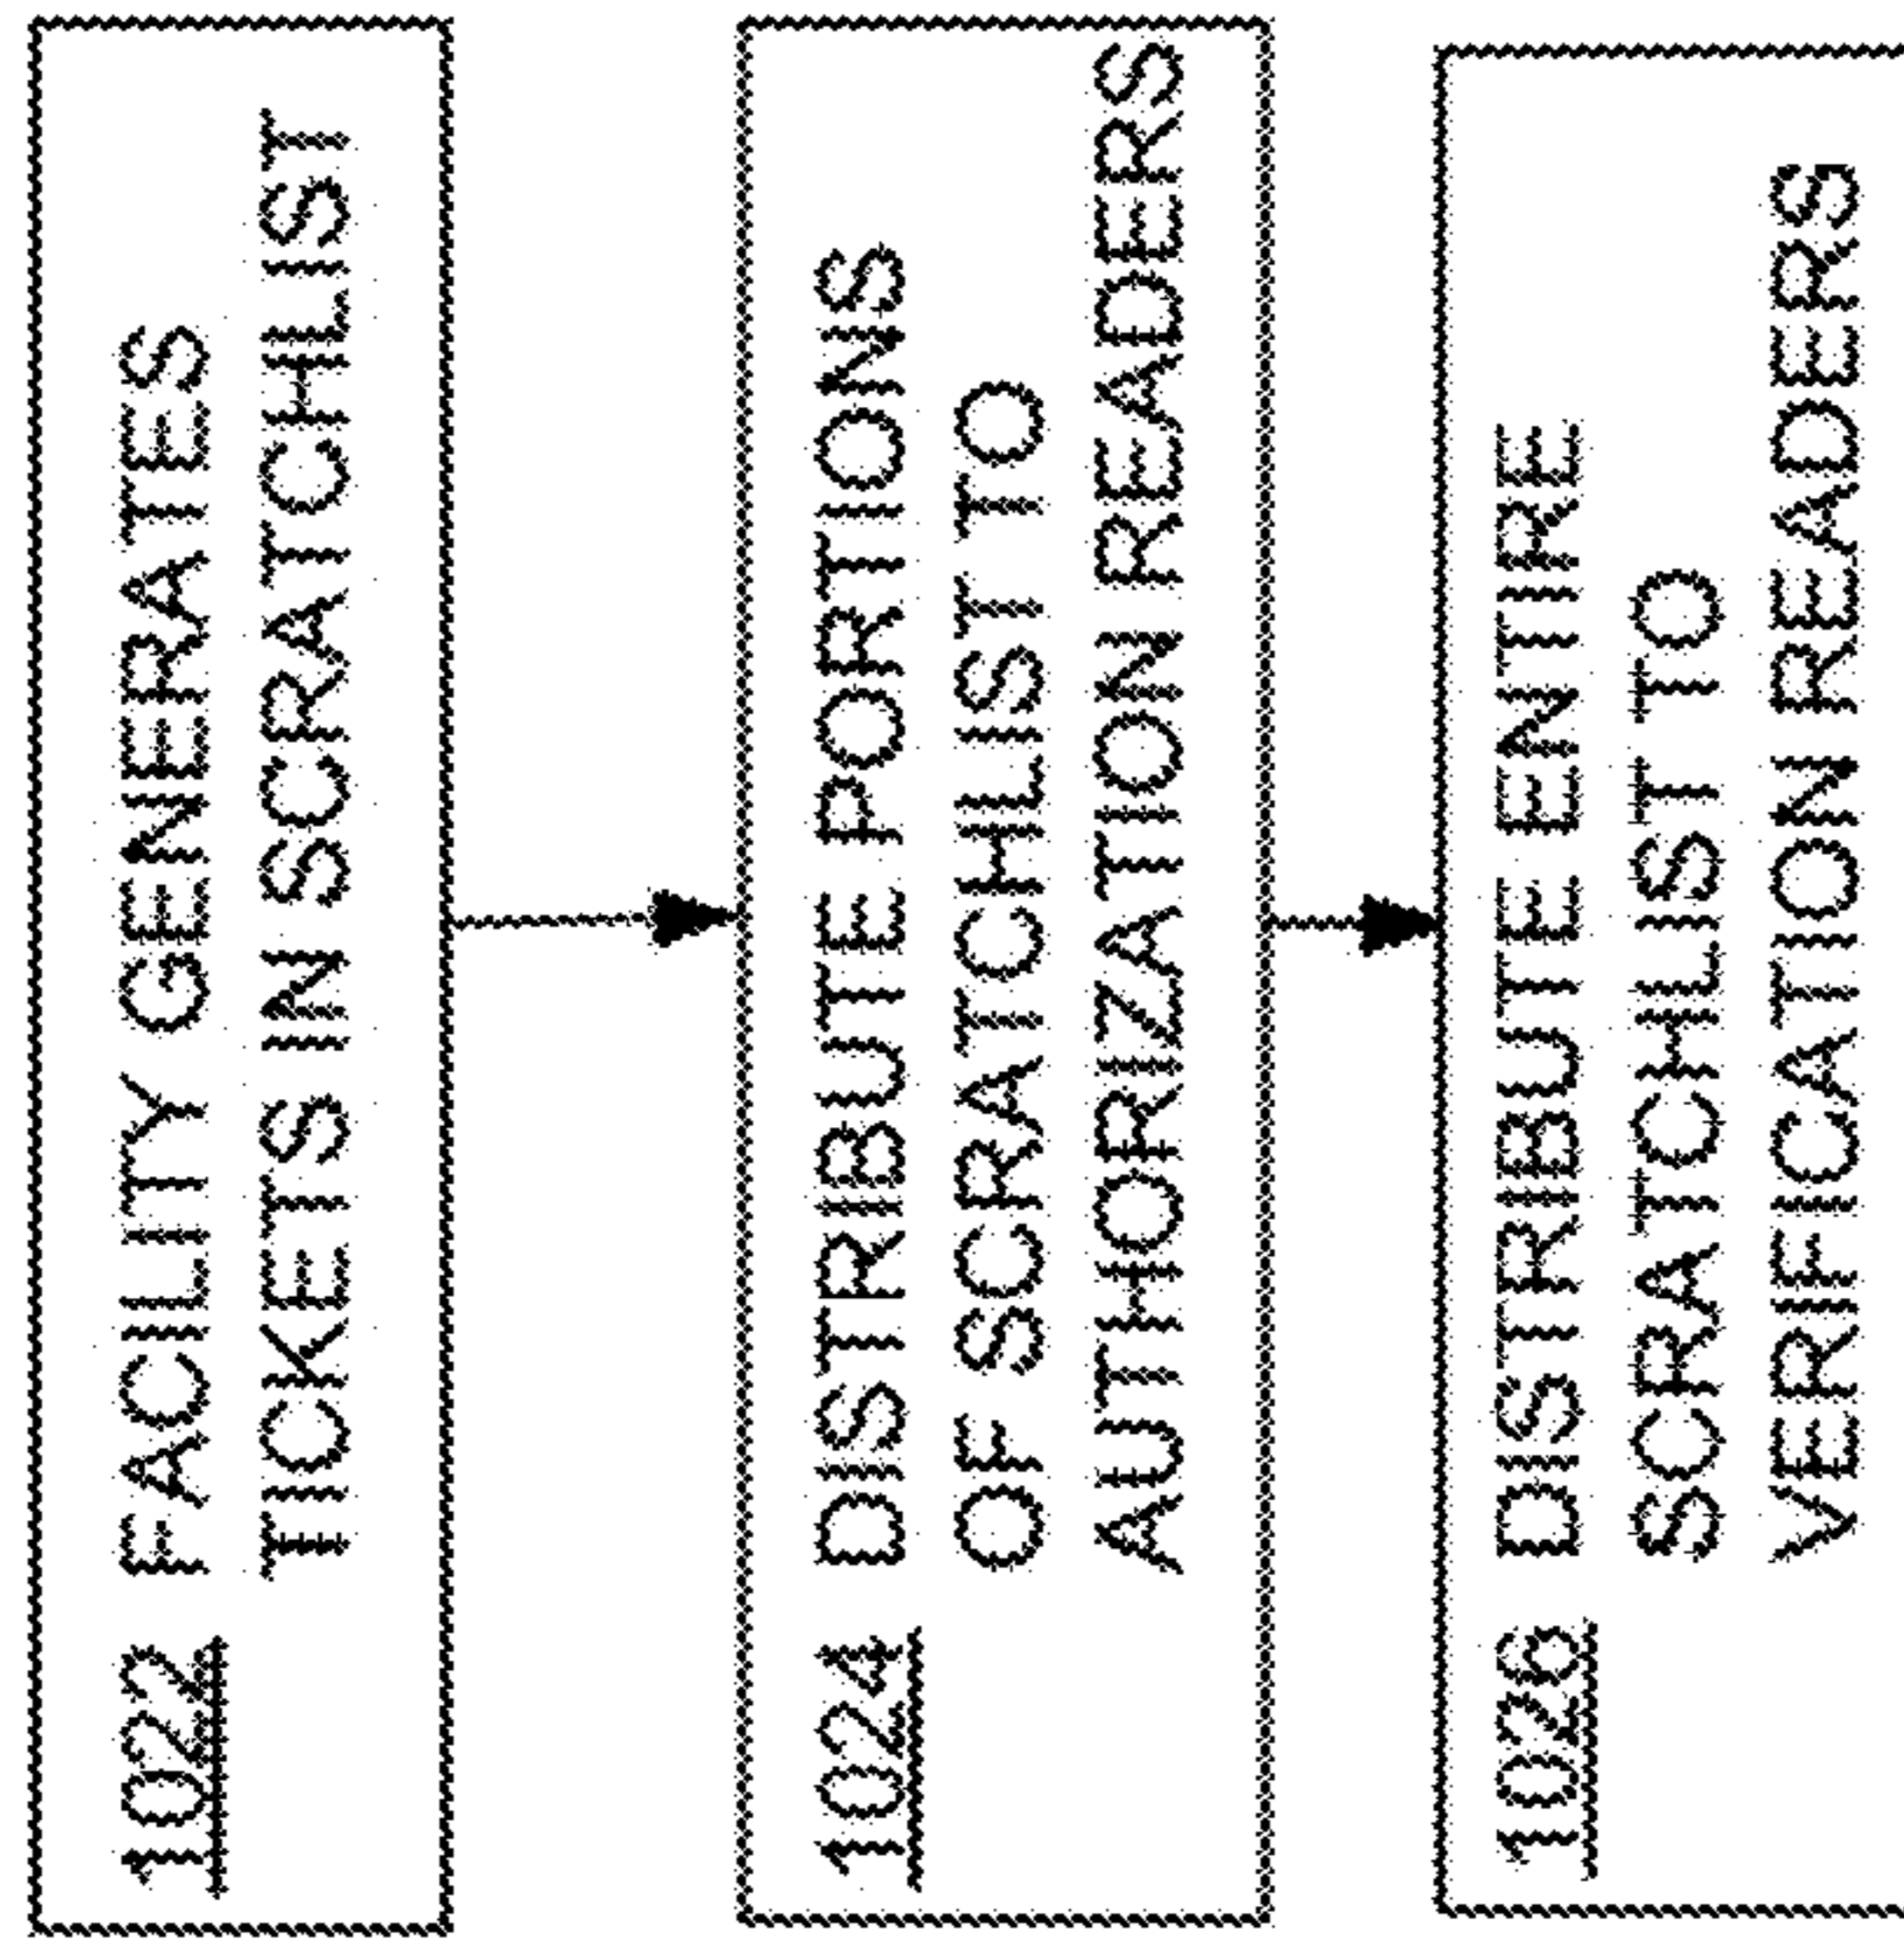 1022 FACILITY GENERATES
TICKETS IN SCRATCHLIST
1024 DISTRIBUTE PORTIONS
OF SCRATCHLIST TO
AUTHORIZATION READERS
1026 DISTRIBUTE ENTIRE
SCRATCHLIST TO
VERIFICATION READERS